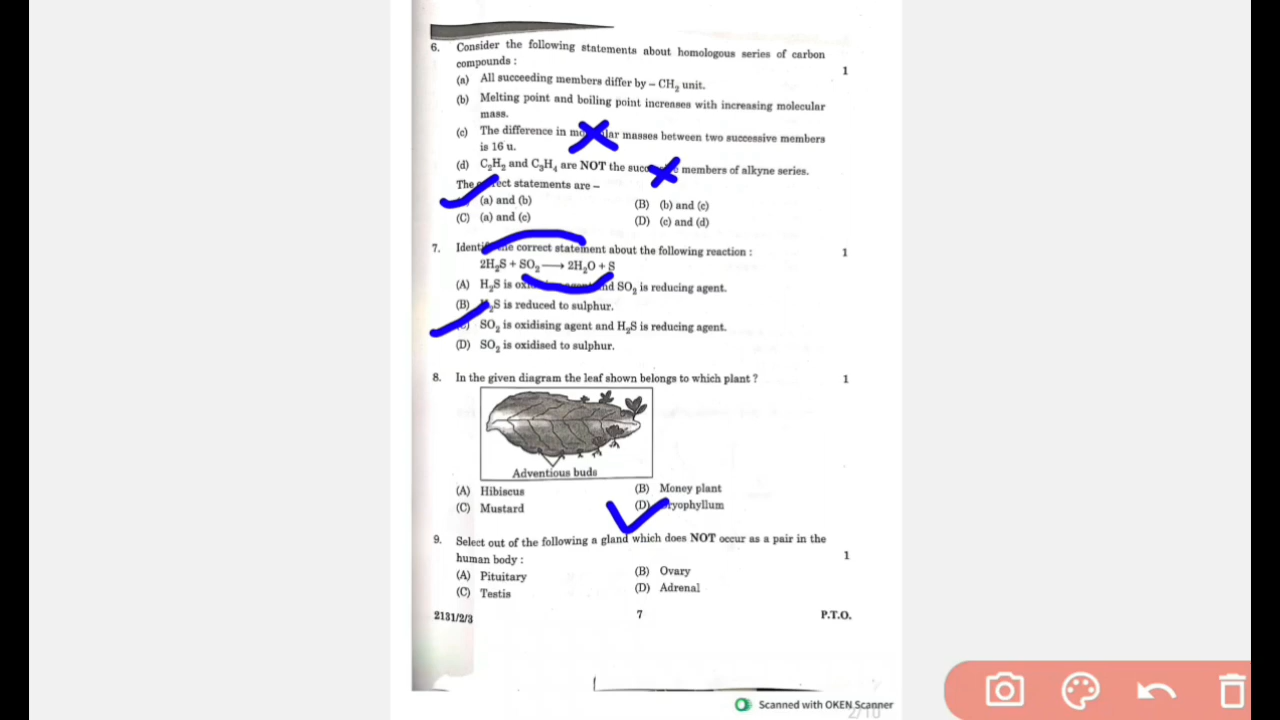 6. Consider the following statements about homologous series of carbon
compounds :
1
(a) All succeeding members differ by – CH₂ unit.
(b) Melting point and boiling point increases with increasing molecular
mass.
(c) The difference in masses between two successive members
is 16 u.
(d) C₂H₂ and C₃H₄ are NOT the members of alkyne series.
The statements are –
(a) and (b)
(B) (b) and (c)
(C) (a) and (c)
(D) (c) and (d)
7. correct statement about the following reaction :
1
2H₂S + SO₂ ⟶ 2H₂O + S
(A) H₂S is and SO₂ is reducing agent.
(B) is reduced to sulphur.
SO₂ is oxidising agent and H₂S is reducing agent.
(D) SO₂ is oxidised to sulphur.
8. In the given diagram the leaf shown belongs to which plant ?
1
Adventious buds
(A) Hibiscus
(B) Money plant
(C) Mustard
(D)
9. Select out of the following a gland which does NOT occur as a pair in the
human body :
1
(A) Pituitary
(B) Ovary
(C) Testis
(D) Adrenal
2131/2/3
7
P.T.O.
Scanned with OKEN Scanner
2/10